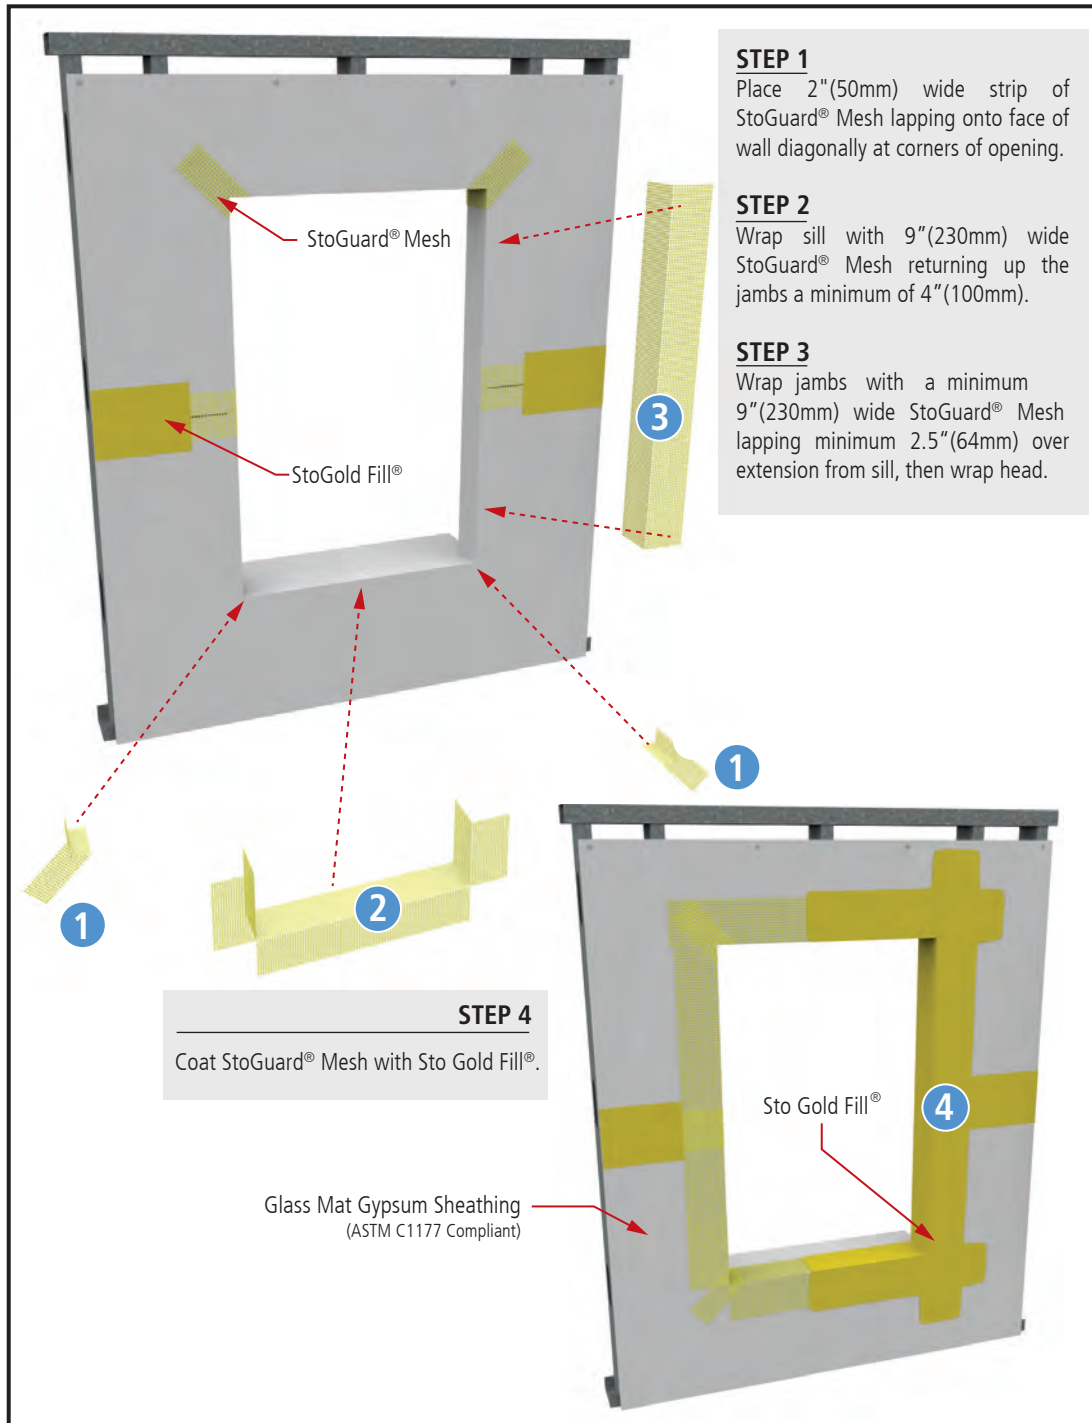 STEP 1
Place 2"(50mm) wide strip of
StoGuard® Mesh lapping onto face of
wall diagonally at corners of opening.
STEP 2
Wrap sill with 9”(230mm) wide
StoGuard® Mesh returning up the
jambs a minimum of 4”(100mm).
STEP 3
Wrap jambs with a minimum
9”(230mm) wide StoGuard® Mesh
lapping minimum 2.5“(64mm) over
extension from sill, then wrap head.
StoGuard® Mesh
3
StoGold Fill®
1
1
2
STEP 4
Coat StoGuard® Mesh with Sto Gold Fill®.
Sto Gold Fill®
4
Glass Mat Gypsum Sheathing
(ASTM C1177 Compliant)